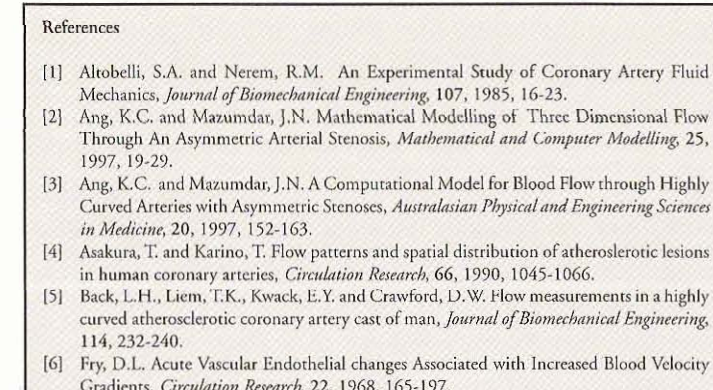 References
[1] Altobelli, S.A. and Nerem, R.M. An Experimental Study of Coronary Artery Fluid
Mechanics, Journal of Biomechanical Engineering, 107, 1985, 16-23.
[2] Ang, K.C. and Mazumdar, J.N. Mathematical Modelling of Three Dimensional Flow
Through An Asymmetric Arterial Stenosis, Mathematical and Computer Modelling, 25,
1997, 19-29.
[3] Ang, K.C. and Mazumdar, J.N. A Computational Model for Blood Flow through Highly
Curved Arteries with Asymmetric Stenoses, Australasian Physical and Engineering Sciences
in Medicine, 20, 1997, 152-163.
[4] Asakura, T. and Karino, T. Flow patterns and spatial distribution of atheroslerotic lesions
in human coronary arteries, Circulation Research, 66, 1990, 1045-1066.
[5] Back, L.H., Liem, T.K., Kwack, E.Y. and Crawford, D.W. Flow measurements in a highly
curved atherosclerotic coronary artery cast of man, Journal of Biomechanical Engineering,
114, 232-240.
[6] Fry, D.L. Acute Vascular Endothelial changes Associated with Increased Blood Velocity
Gradients, Circulation Research, 22, 1968, 165-197.